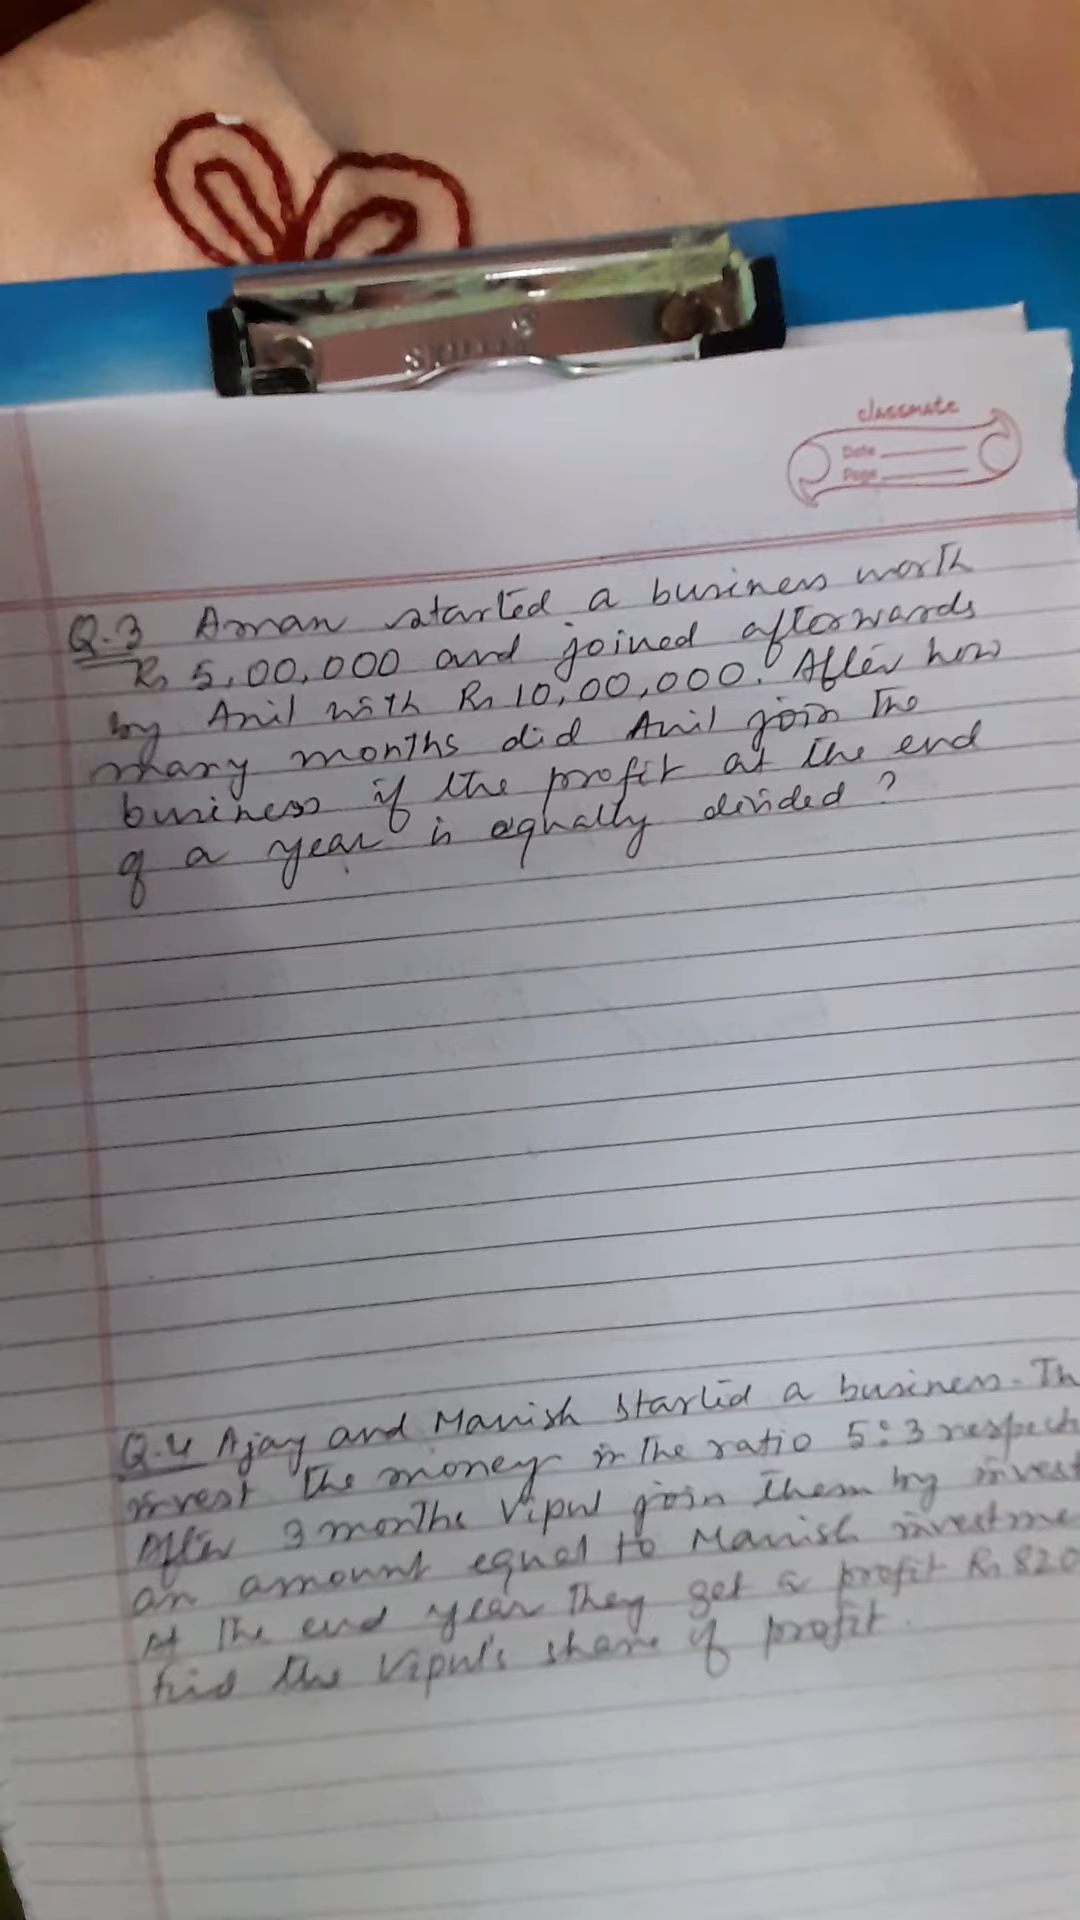 classmate
Date
Page
Q.3 Aman started a business worth
Rs 5,00,000 and joined afterwards
by Anil with Rs 10,00,000. After how
many months did Anil join the
business if the profit at the end
of a year is equally divided ?
Q.4 Ajay and Manish started a business. Th
invest the money in the ratio 5:3 respecti
After 3 months Vipul join them by invest
an amount equal to Manish investme
At the end year they get a profit Rs 820
find the Vipul's share of profit.